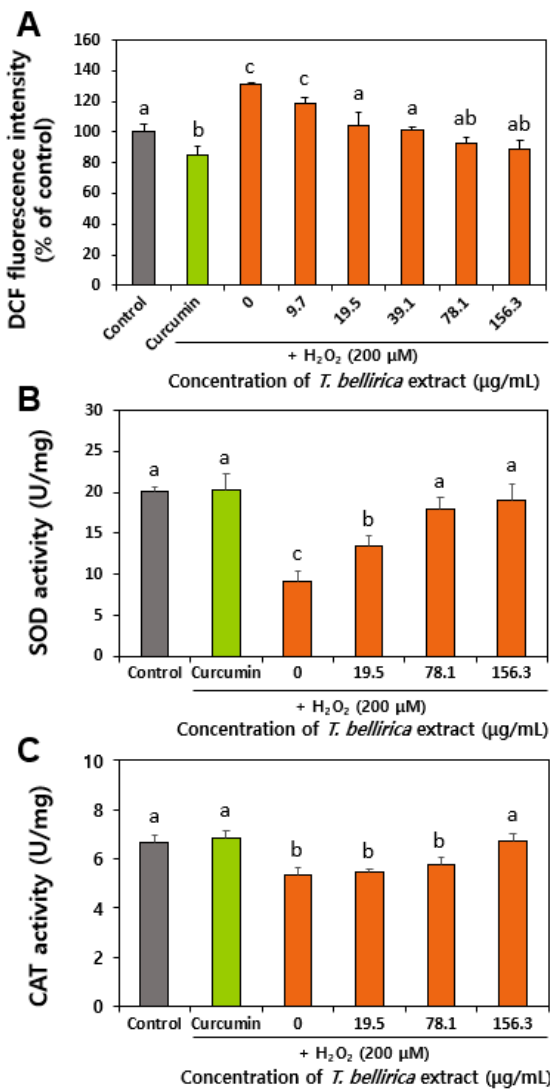 A
DCF fluorescence intensity
(% of control)
160
140
120
100
80
60
40
20
0
a
b
c
c
a
a
ab
ab
Control
Curcumin
0
9.7
19.5
39.1
78.1
156.3
+ H₂O₂ (200 μM)
Concentration of T. bellirica extract (μg/mL)
B
SOD activity (U/mg)
30
25
20
15
10
5
0
a
a
c
b
a
a
Control
Curcumin
0
19.5
78.1
156.3
+ H₂O₂ (200 μM)
Concentration of T. bellirica extract (μg/mL)
C
CAT activity (U/mg)
10
8
6
4
2
0
a
a
b
b
b
a
Control
Curcumin
0
19.5
78.1
156.3
+ H₂O₂ (200 μM)
Concentration of T. bellirica extract (μg/mL)